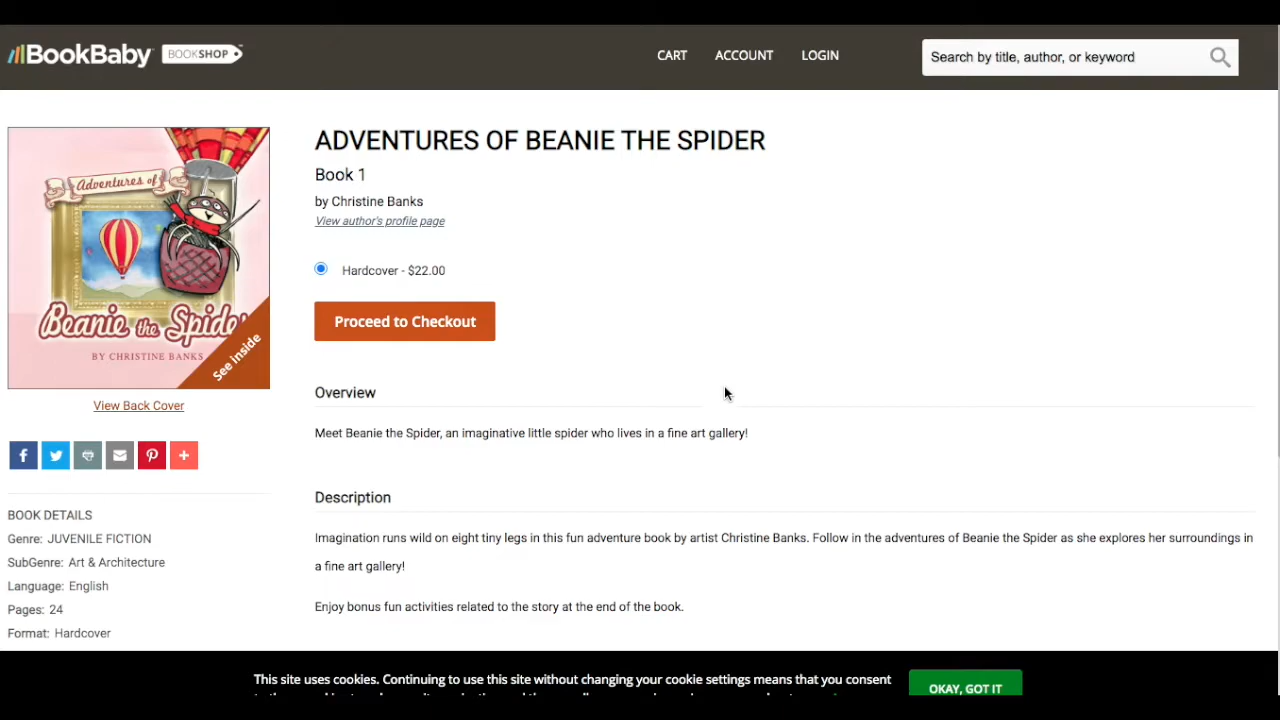 BookBaby BOOKSHOP
CART ACCOUNT LOGIN
Search by title, author, or keyword
Adventures of
Beanie the Spider
BY CHRISTINE BANKS
See inside
View Back Cover
BOOK DETAILS
Genre: JUVENILE FICTION
SubGenre: Art & Architecture
Language: English
Pages: 24
Format: Hardcover
ADVENTURES OF BEANIE THE SPIDER
Book 1
by Christine Banks
View author's profile page
Hardcover - $22.00
Proceed to Checkout
Overview
Meet Beanie the Spider, an imaginative little spider who lives in a fine art gallery!
Description
Imagination runs wild on eight tiny legs in this fun adventure book by artist Christine Banks. Follow in the adventures of Beanie the Spider as she explores her surroundings in
a fine art gallery!
Enjoy bonus fun activities related to the story at the end of the book.
This site uses cookies. Continuing to use this site without changing your cookie settings means that you consent
OKAY, GOT IT